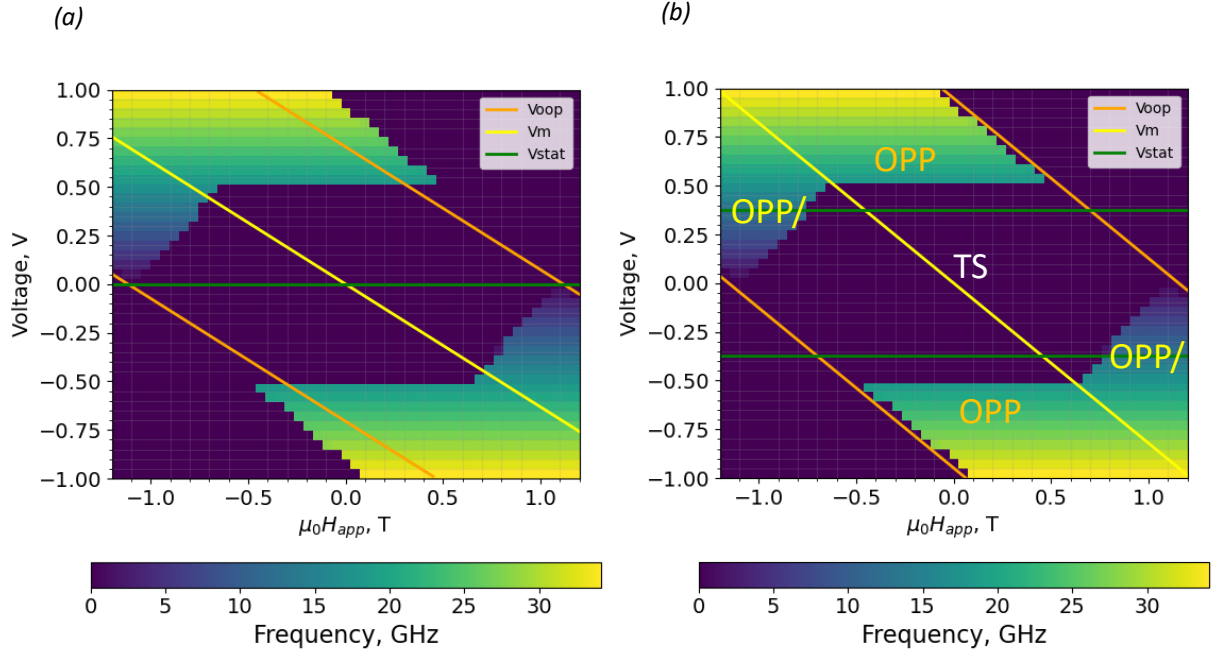 (a)
(b)
1.00
0.75
0.50
0.25
0.00
−0.25
−0.50
−0.75
−1.00
Voltage, V
−1.0
−0.5
0.0
0.5
1.0
μ₀Happ, T
Voop
Vm
Vstat
0
5
10
15
20
25
30
Frequency, GHz
1.00
0.75
0.50
0.25
0.00
−0.25
−0.50
−0.75
−1.00
Voltage, V
−1.0
−0.5
0.0
0.5
1.0
μ₀Happ, T
Voop
Vm
Vstat
OPP
OPP/
TS
OPP/
OPP
0
5
10
15
20
25
30
Frequency, GHz